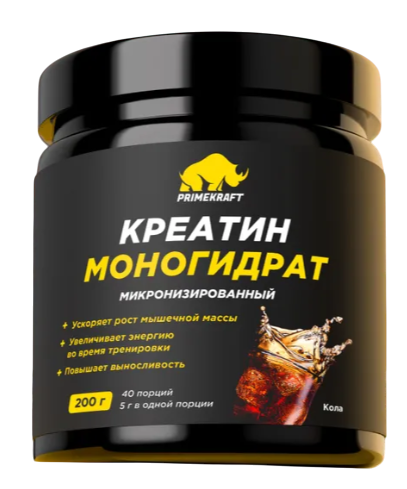 PRIMEKRAFT
КРЕАТИН
МОНОГИДРАТ
МИКРОНИЗИРОВАННЫЙ
+ Ускоряет рост мышечной массы
+ Увеличивает энергию
во время тренировки
+ Повышает выносливость
200 г
40 порций
5 г в одной порции
Кола